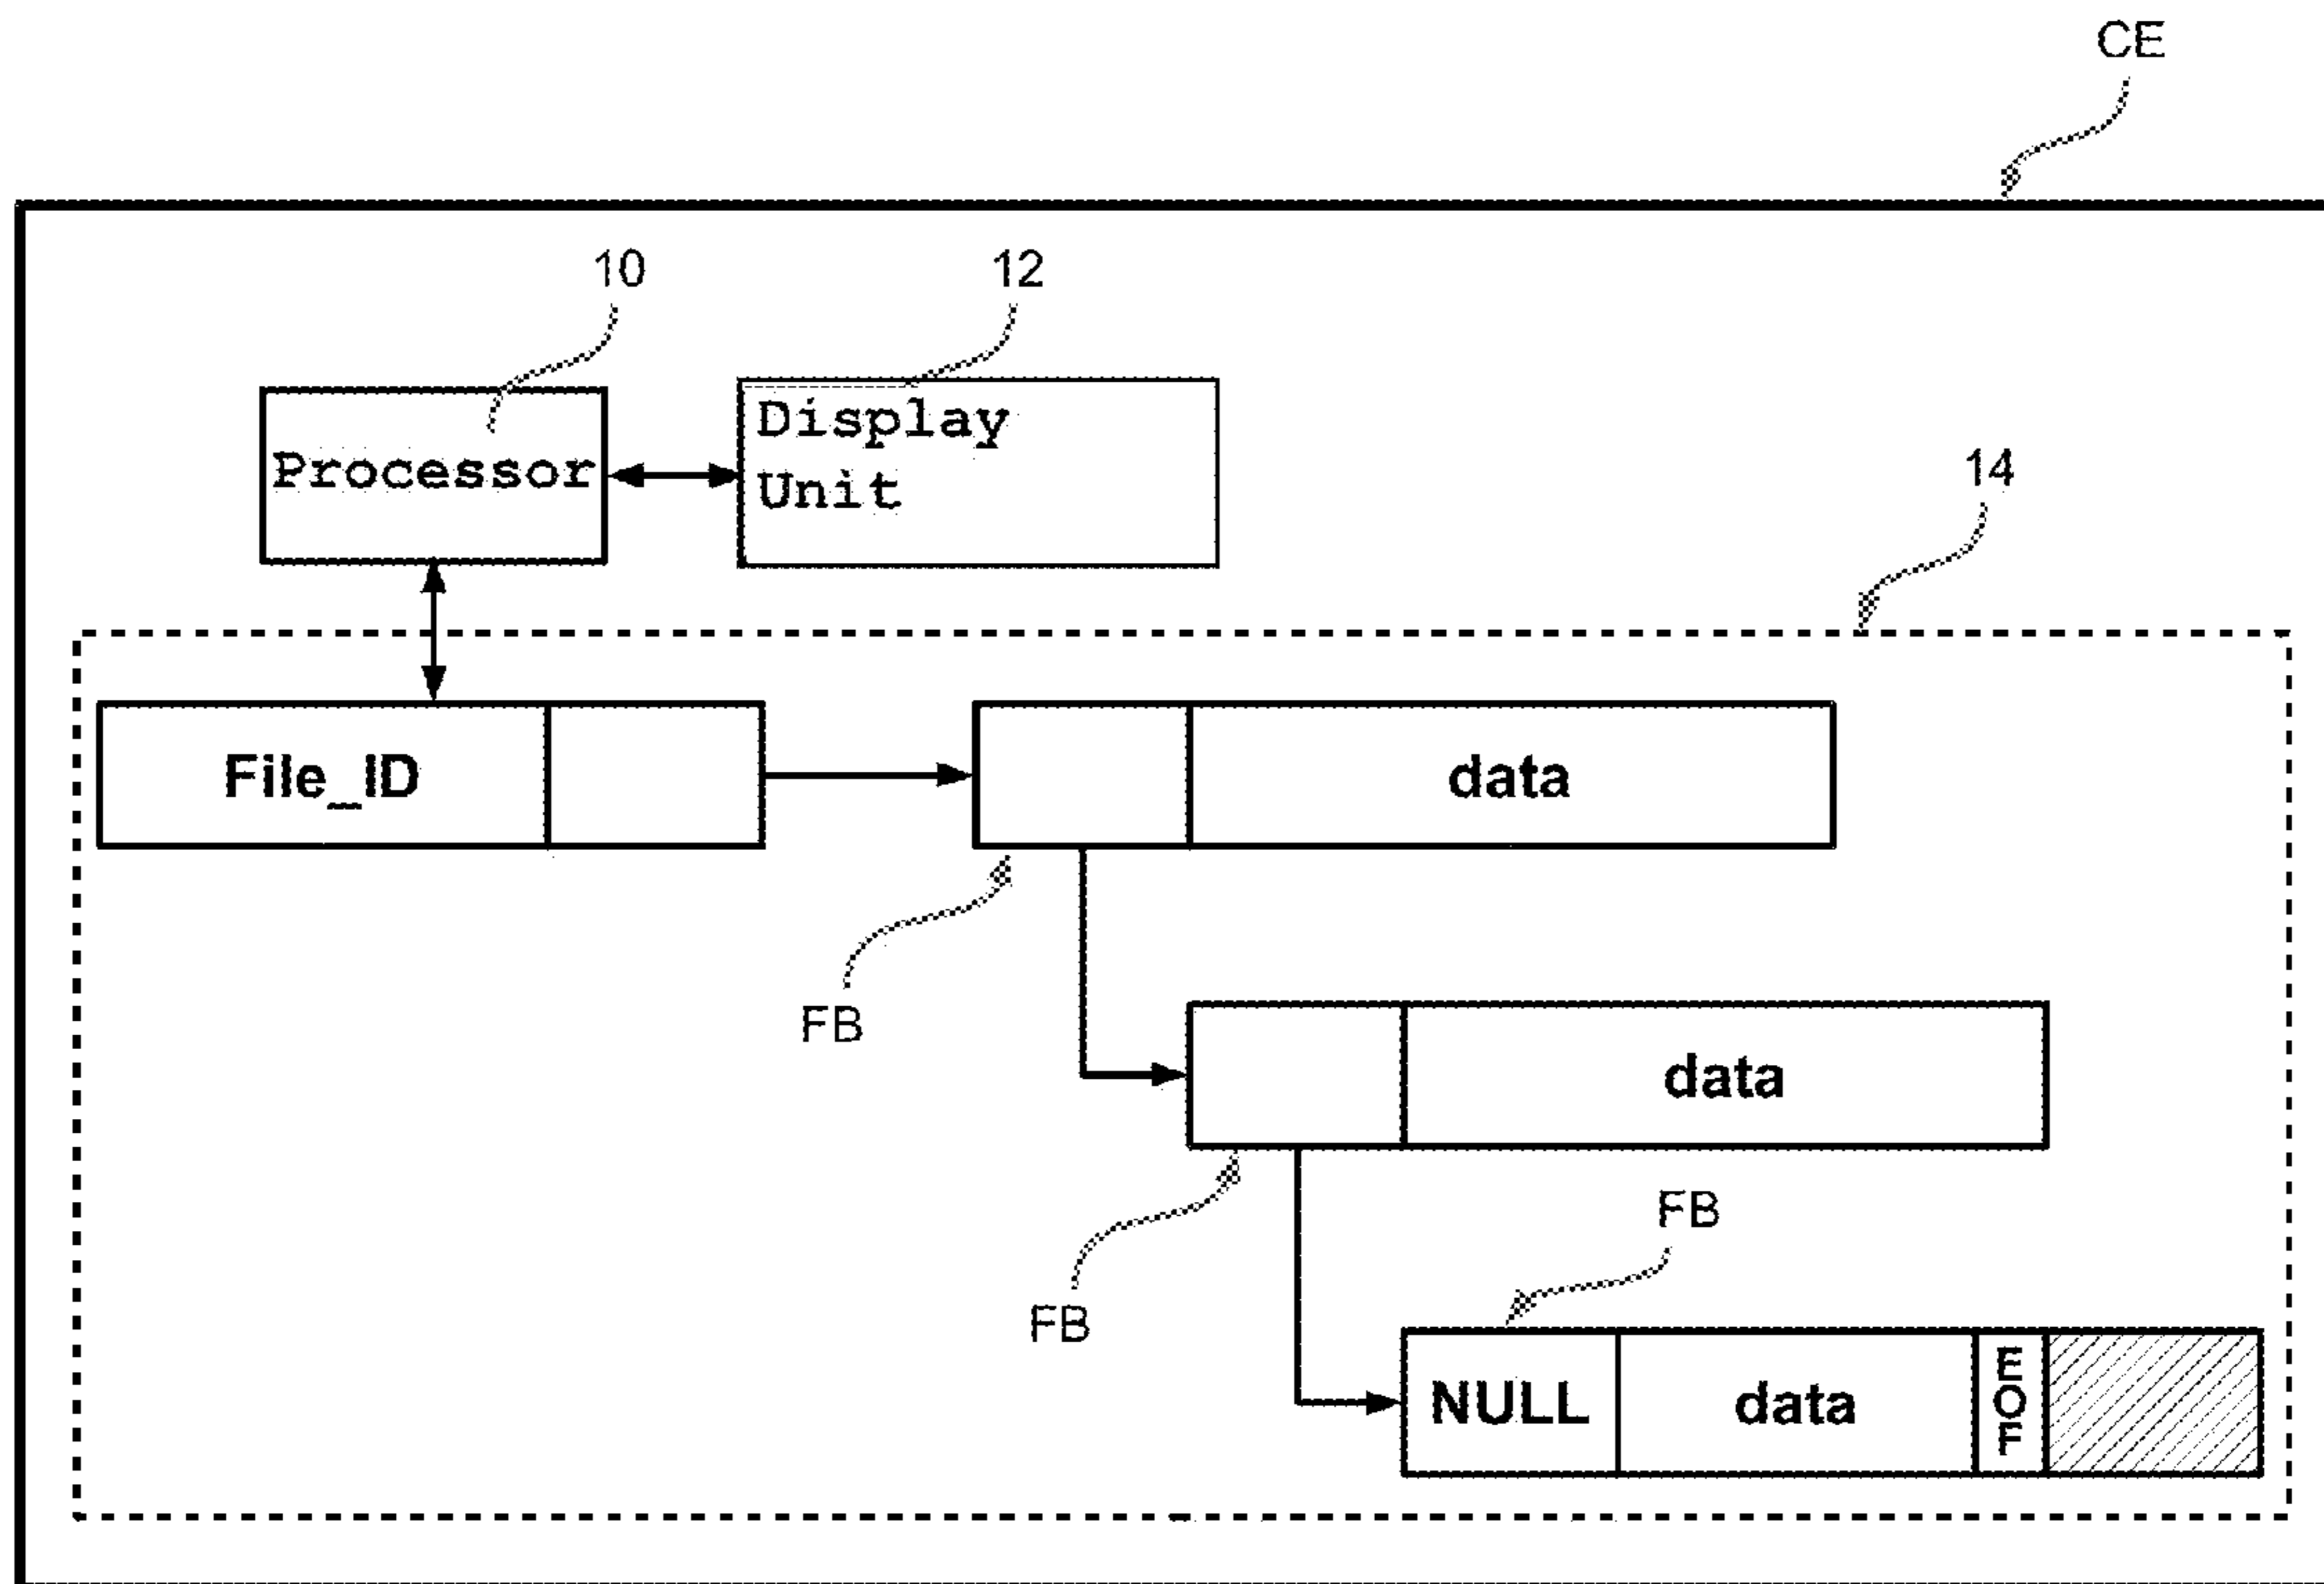 CE
10
12
Display
Unit
Processor
14
File_ID
data
FB
data
FB
FB
NULL
data
EOF